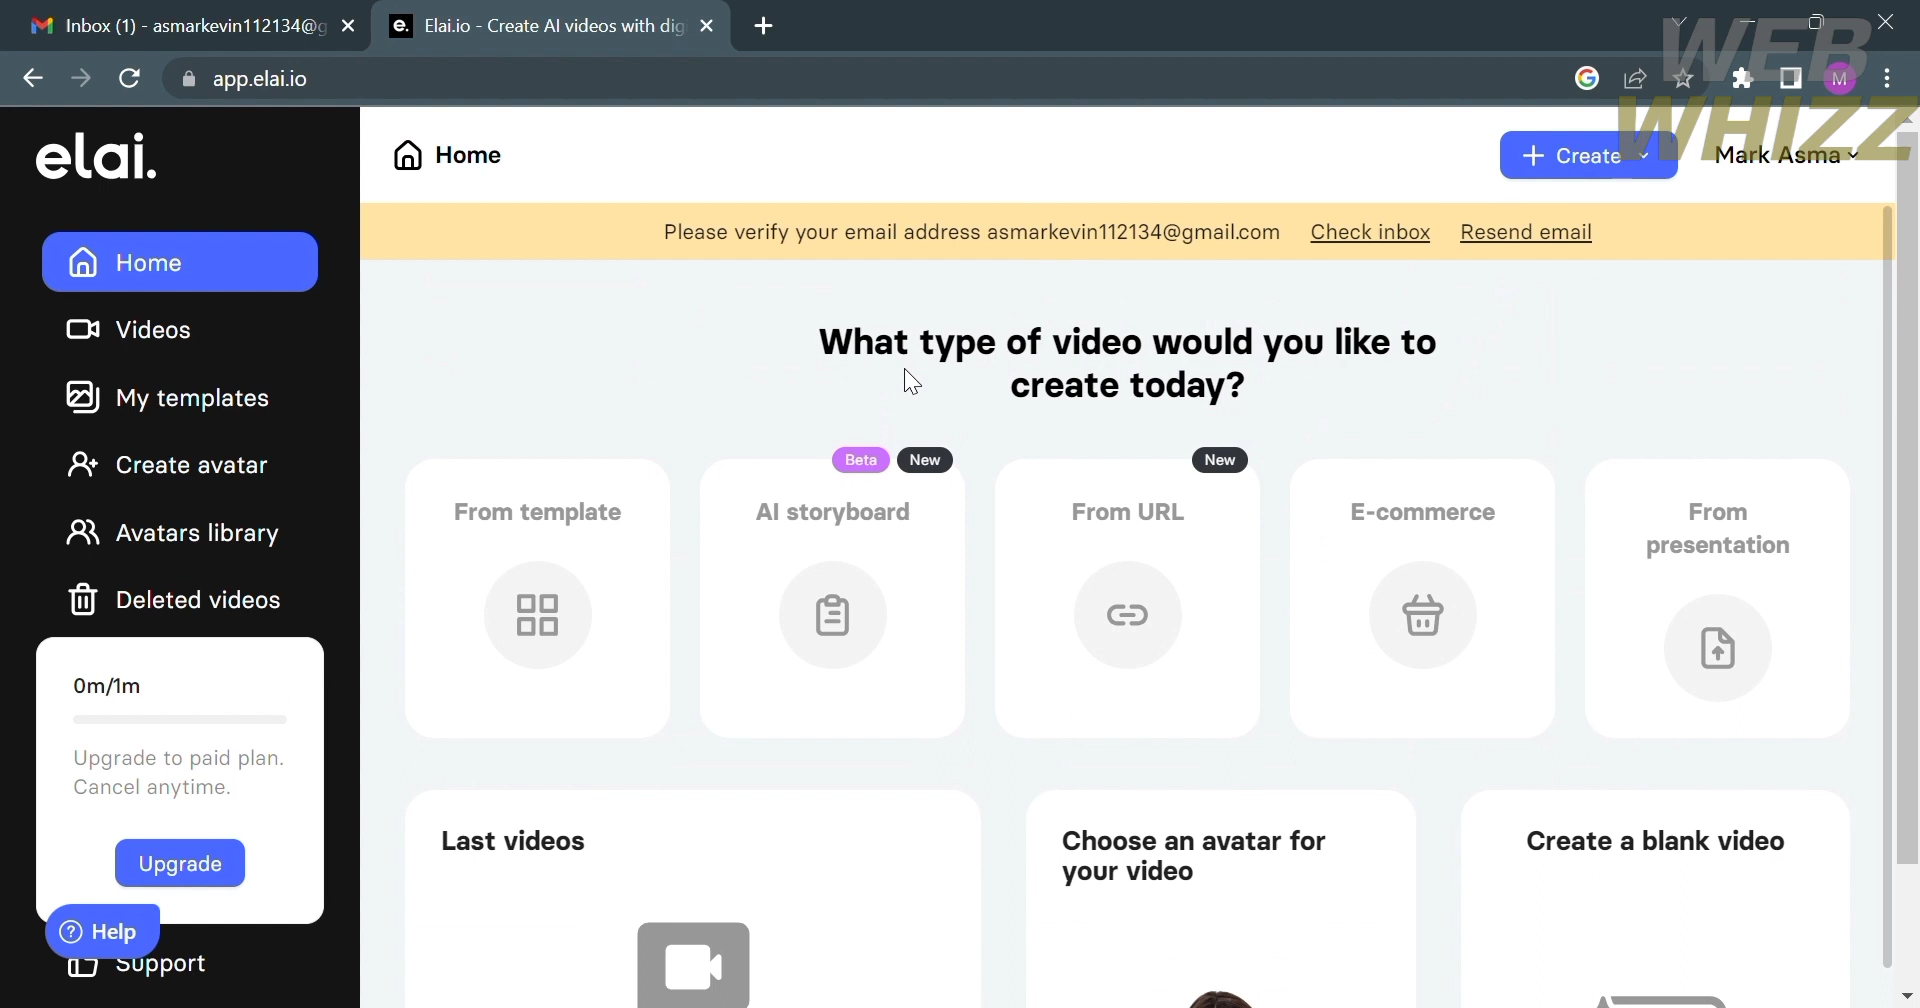 Inbox (1) - asmarkevin112134@g
Elai.io - Create AI videos with dig
app.elai.io
M
WEB
WHIZZ
elai.
Home
Create
Mark Asma
Please verify your email address asmarkevin112134@gmail.com Check inbox Resend email
Home
Videos
My templates
Create avatar
Avatars library
Deleted videos
0m/1m
Upgrade to paid plan.
Cancel anytime.
Upgrade
Help
Support
What type of video would you like to
create today?
From template
Beta New
AI storyboard
New
From URL
E-commerce
From
presentation
Last videos
Choose an avatar for
your video
Create a blank video